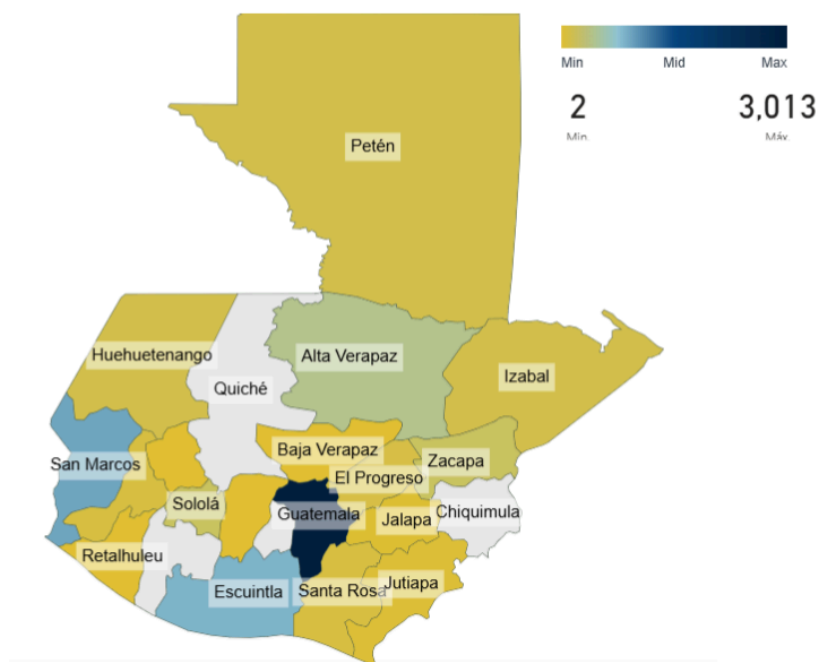 Min Mid Max
2 3,013
Min. Máx.
Petén
Huehuetenango
Alta Verapaz
Izabal
Quiché
San Marcos
Baja Verapaz
Zacapa
El Progreso
Sololá
Guatemala
Jalapa
Chiquimula
Retalhuleu
Escuintla
Santa Rosa
Jutiapa